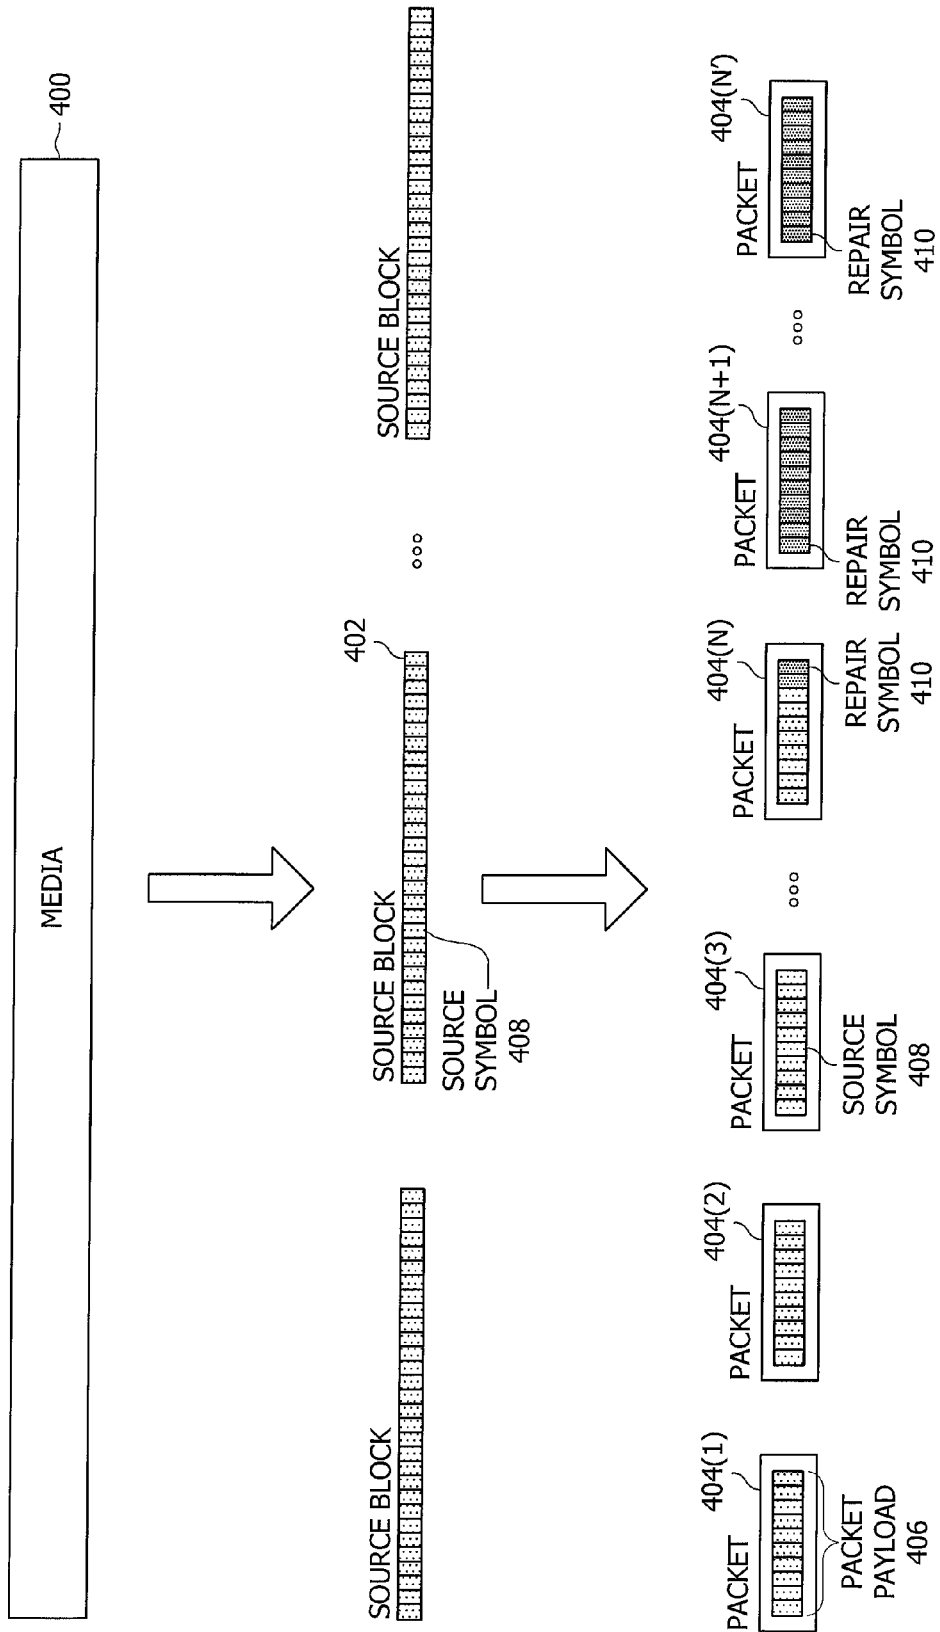 MEDIA
400
SOURCE BLOCK
SOURCE BLOCK
402
SOURCE
SYMBOL
408
SOURCE BLOCK
PACKET
404(1)
PACKET
PAYLOAD
406
PACKET
404(2)
PACKET
404(3)
SOURCE
SYMBOL
408
PACKET
404(N)
REPAIR
SYMBOL
410
PACKET
404(N+1)
REPAIR
SYMBOL
410
PACKET
404(N')
REPAIR
SYMBOL
410